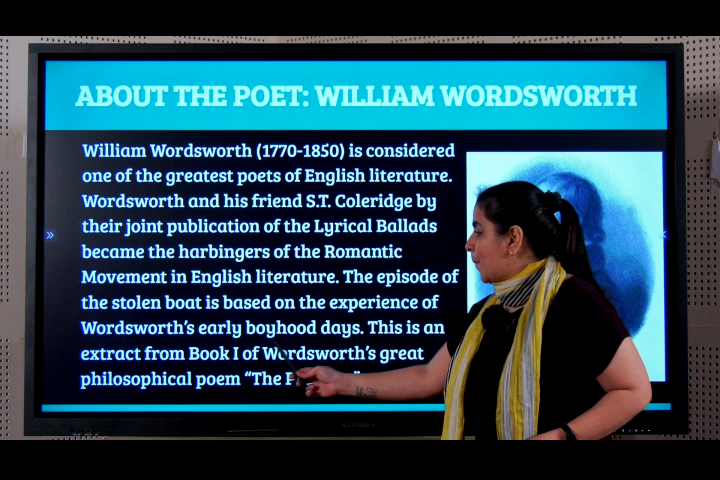 ABOUT THE POET: WILLIAM WORDSWORTH
William Wordsworth (1770-1850) is considered
one of the greatest poets of English literature.
Wordsworth and his friend S.T. Coleridge by
their joint publication of the Lyrical Ballads
became the harbingers of the Romantic
Movement in English literature. The episode of
the stolen boat is based on the experience of
Wordsworth's early boyhood days. This is an
extract from Book I of Wordsworth's great
philosophical poem "The